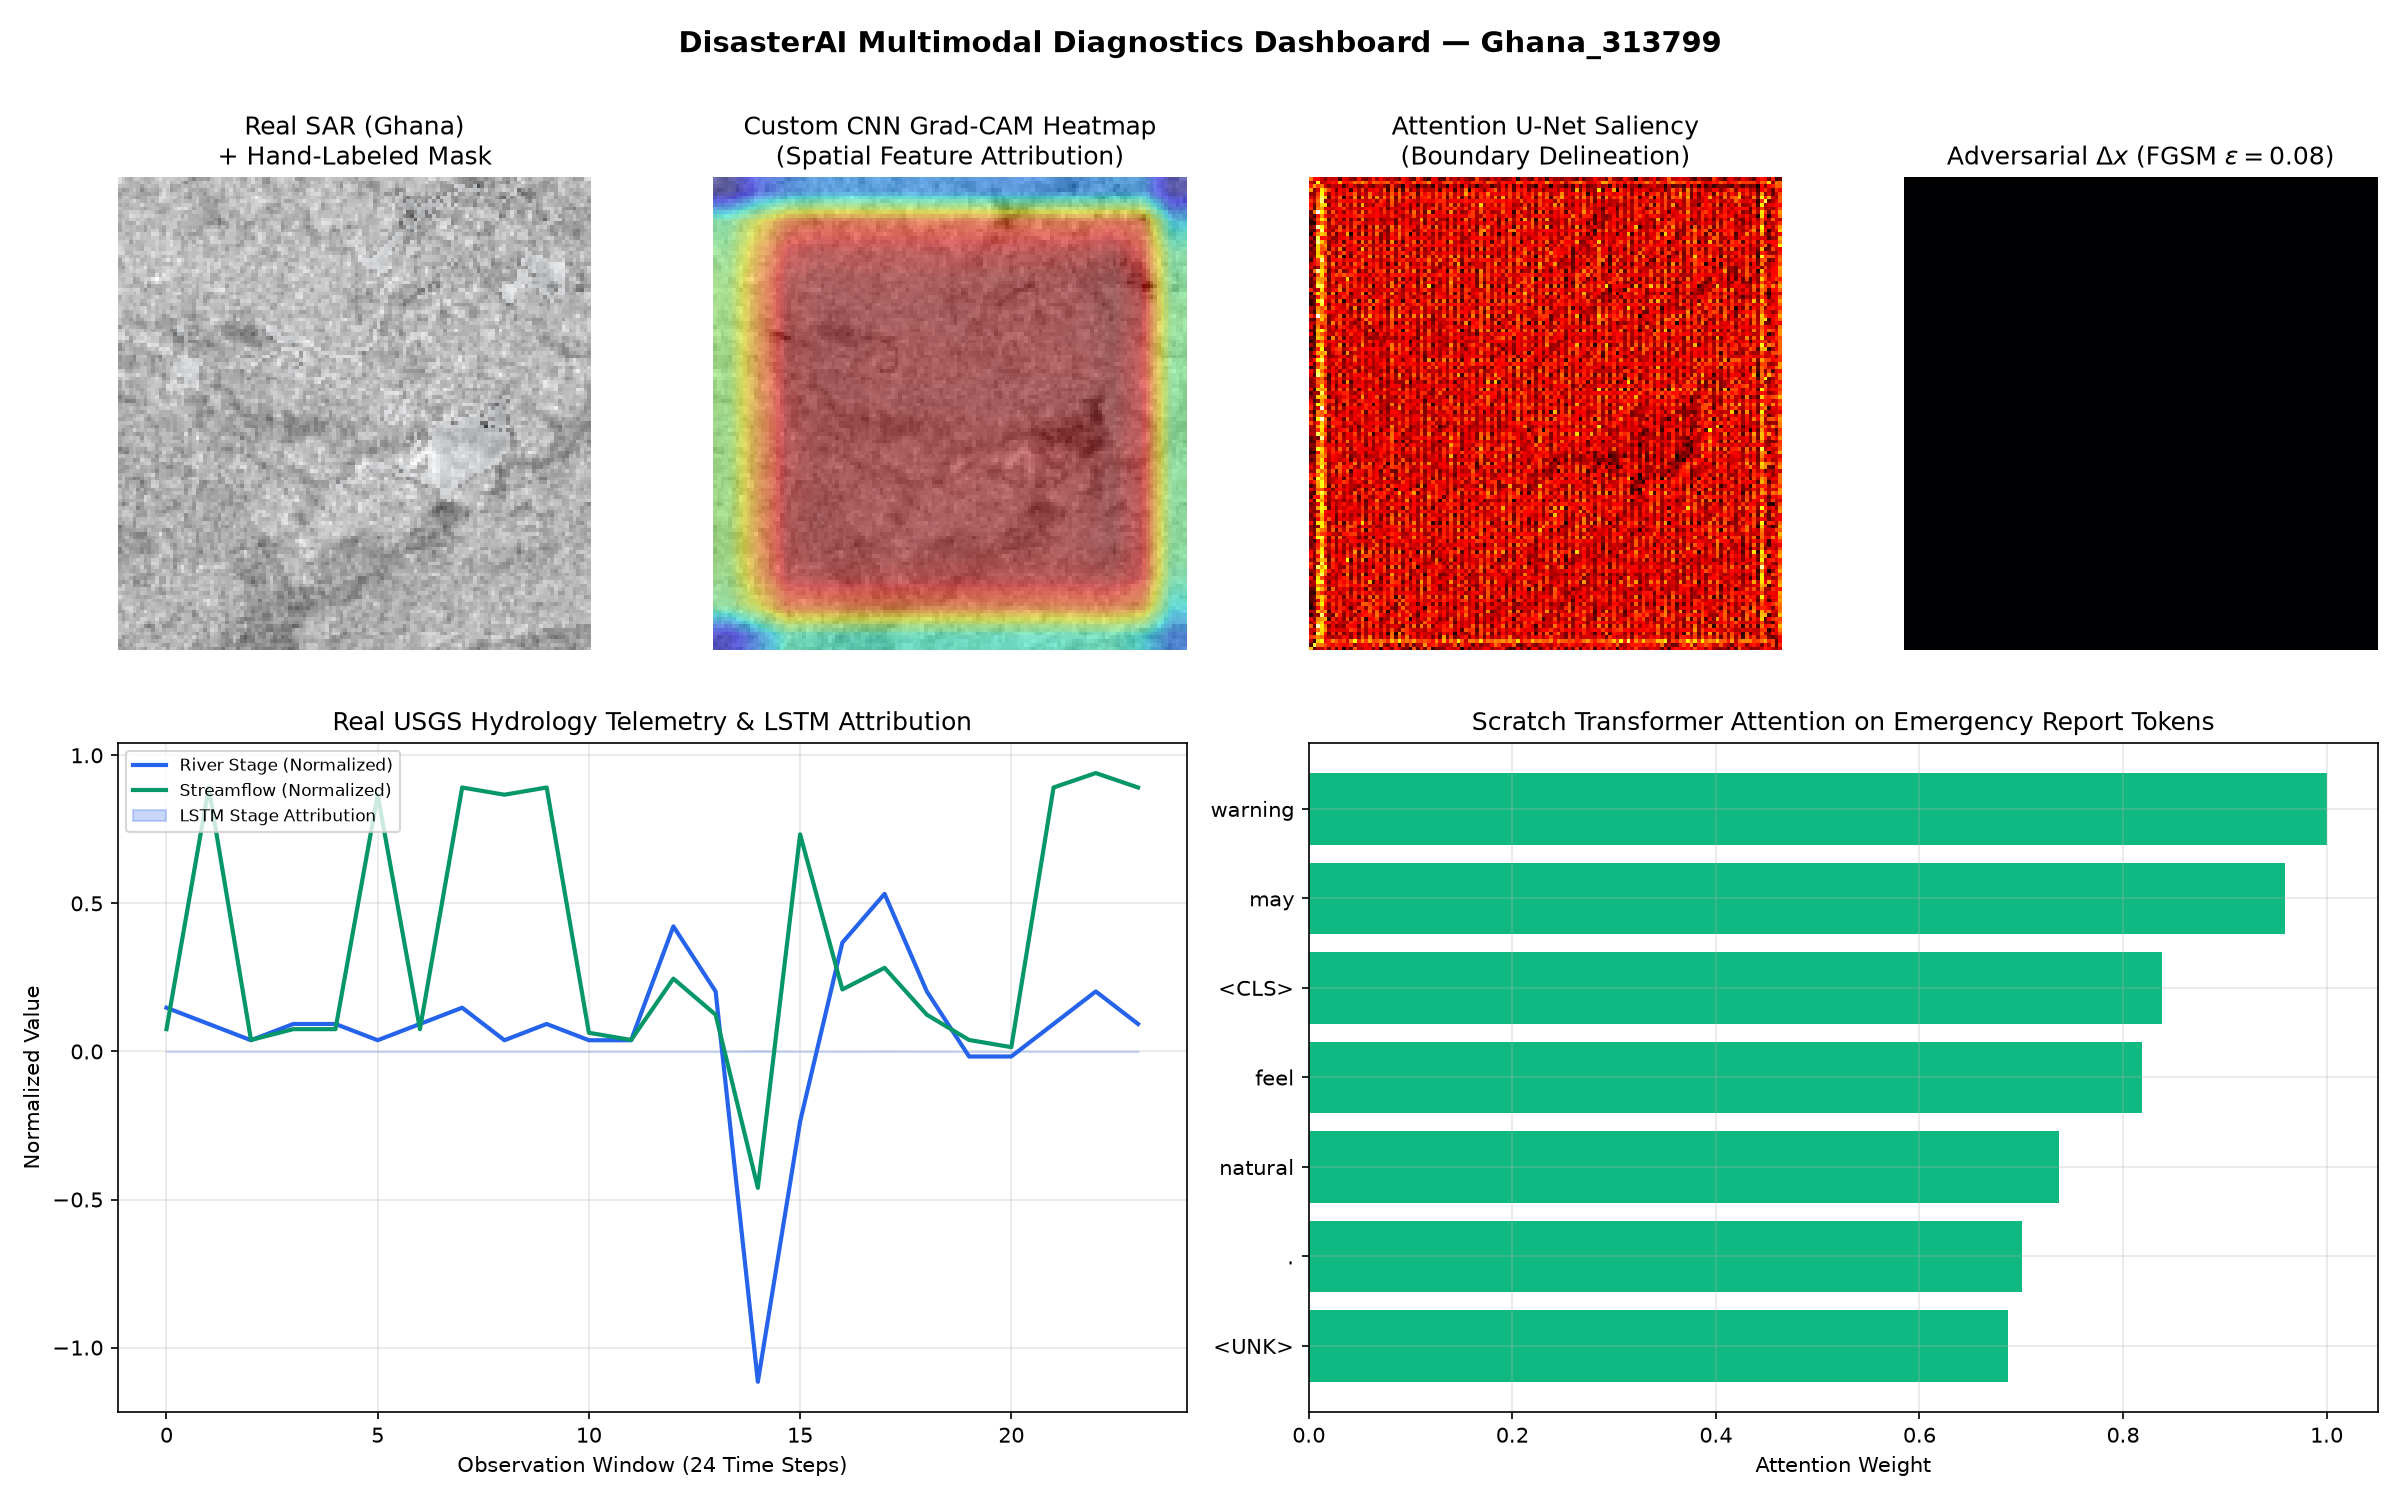 DisasterAI Multimodal Diagnostics Dashboard — Ghana_313799
Real SAR (Ghana)
+ Hand-Labeled Mask
Custom CNN Grad-CAM Heatmap
(Spatial Feature Attribution)
Attention U-Net Saliency
(Boundary Delineation)
Adversarial Δx (FGSM ε = 0.08)
Real USGS Hydrology Telemetry & LSTM Attribution
River Stage (Normalized)
Streamflow (Normalized)
LSTM Stage Attribution
Normalized Value
1.0
0.5
0.0
−0.5
−1.0
0 5 10 15 20
Observation Window (24 Time Steps)
Scratch Transformer Attention on Emergency Report Tokens
warning
may
<CLS>
feel
natural
.
<UNK>
0.0 0.2 0.4 0.6 0.8 1.0
Attention Weight